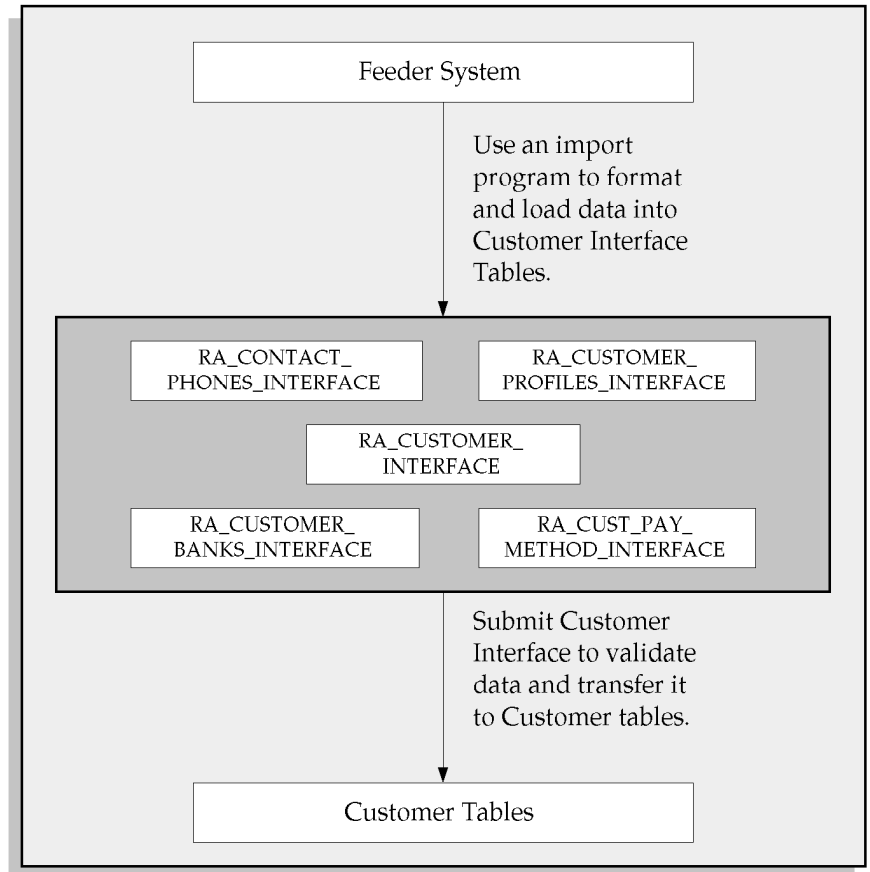 Feeder System
Use an import
program to format
and load data into
Customer Interface
Tables.
RA_CONTACT_
PHONES_INTERFACE
RA_CUSTOMER_
PROFILES_INTERFACE
RA_CUSTOMER_
INTERFACE
RA_CUSTOMER_
BANKS_INTERFACE
RA_CUST_PAY_
METHOD_INTERFACE
Submit Customer
Interface to validate
data and transfer it
to Customer tables.
Customer Tables